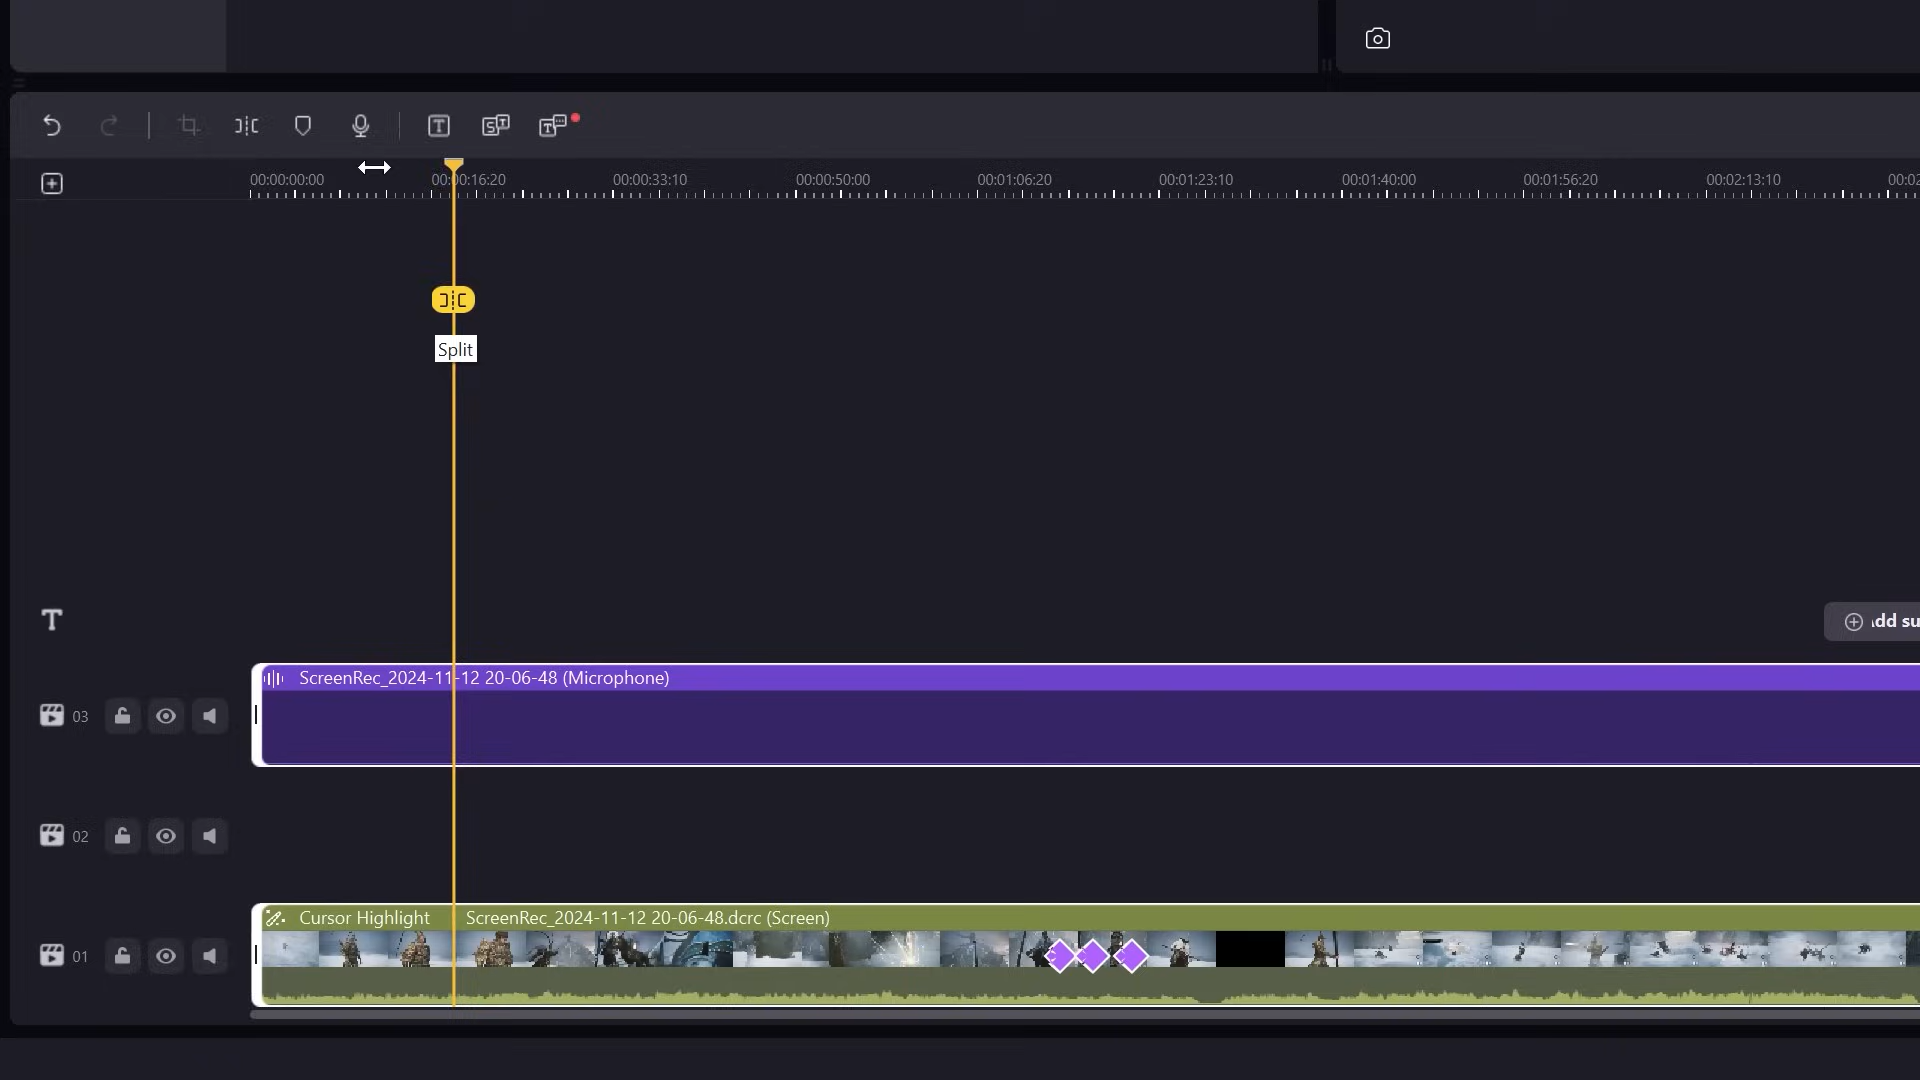 00:00:00:00 00:00:16:20 00:00:33:10 00:00:50:00 00:01:06:20 00:01:23:10 00:01:40:00 00:01:56:20 00:02:13:10 00:02
Split
Add su
ScreenRec_2024-11-12 20-06-48 (Microphone)
03
02
Cursor Highlight ScreenRec_2024-11-12 20-06-48.dcrc (Screen)
01